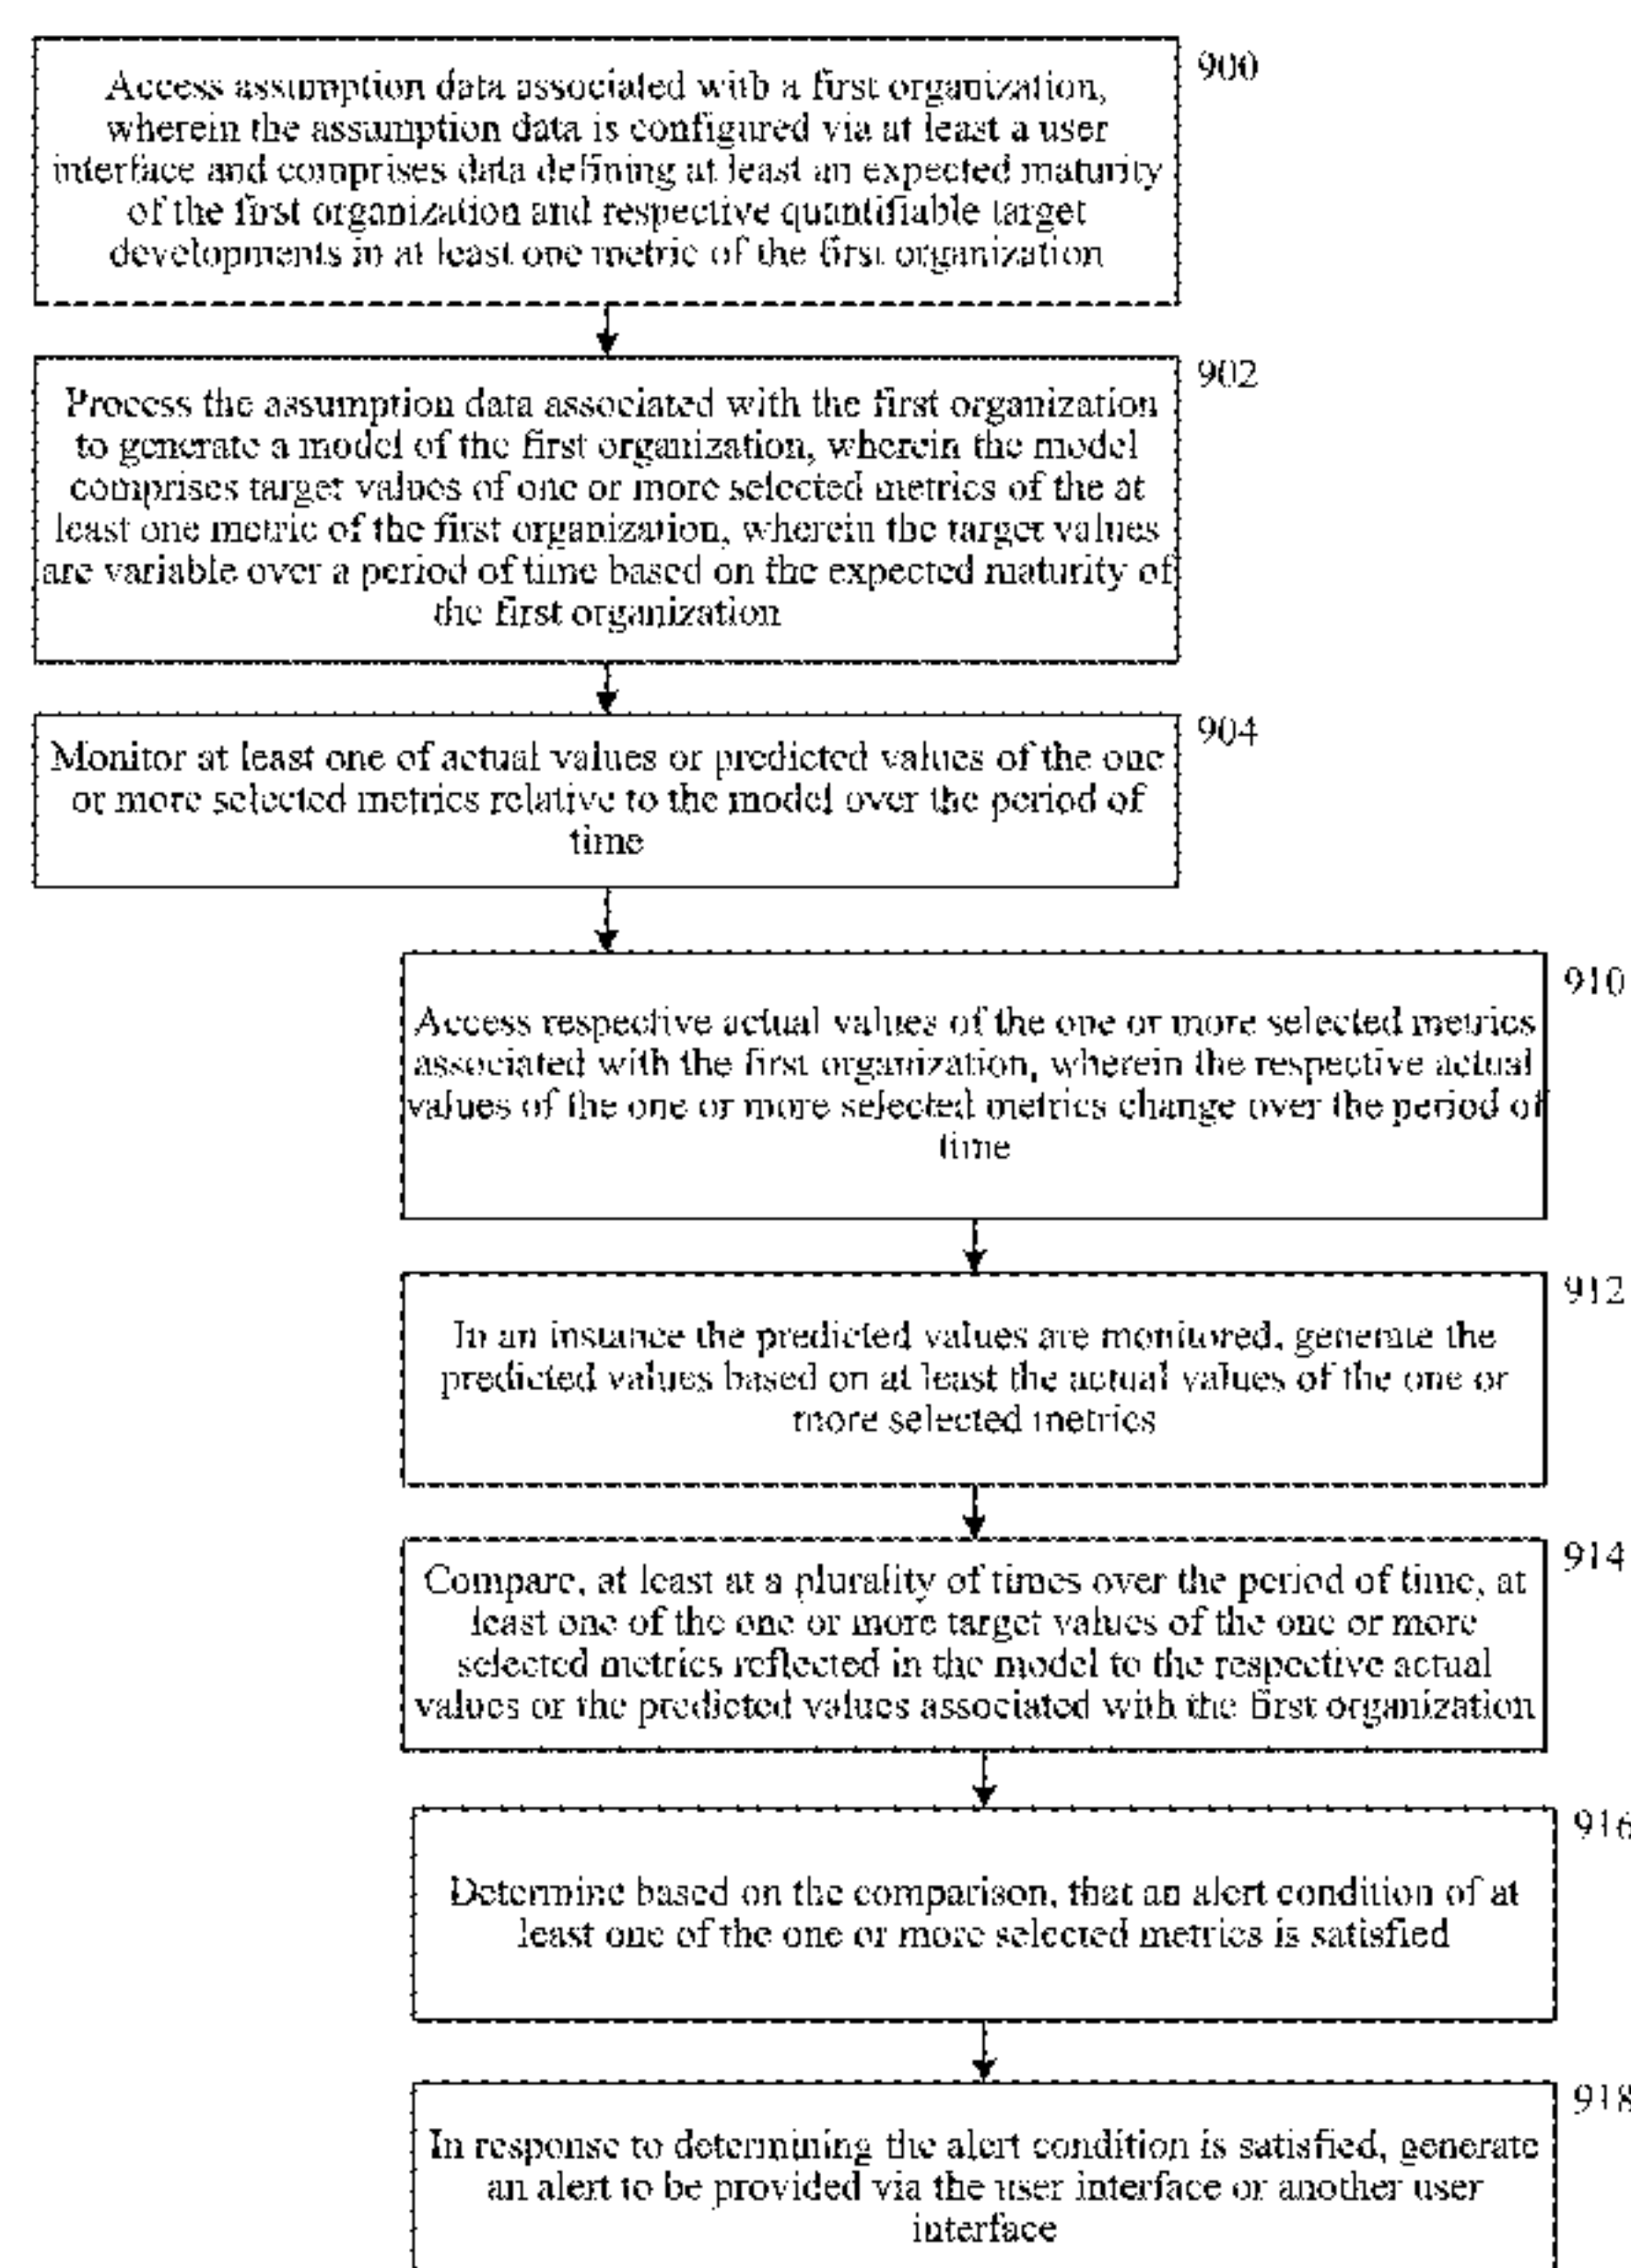 900
Access assumption data associated with a first organization,
wherein the assumption data is configured via at least a user
interface and comprises data defining at least an expected maturity
of the first organization and respective quantifiable target
developments in at least one metric of the first organization
902
Process the assumption data associated with the first organization
to generate a model of the first organization, wherein the model
comprises target values of one or more selected metrics of the at
least one metric of the first organization, wherein the target values
are variable over a period of time based on the expected maturity of
the first organization
904
Monitor at least one of actual values or predicted values of the one
or more selected metrics relative to the model over the period of
time
910
Access respective actual values of the one or more selected metrics
associated with the first organization, wherein the respective actual
values of the one or more selected metrics change over the period of
time
912
In an instance the predicted values are monitored, generate the
predicted values based on at least the actual values of the one or
more selected metrics
914
Compare, at least at a plurality of times over the period of time, at
least one of the one or more target values of the one or more
selected metrics reflected in the model to the respective actual
values or the predicted values associated with the first organization
916
Determine based on the comparison, that an alert condition of at
least one of the one or more selected metrics is satisfied
918
In response to determining the alert condition is satisfied, generate
an alert to be provided via the user interface or another user
interface